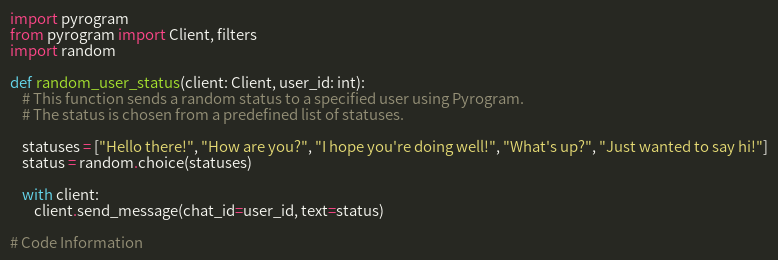 import pyrogram
from pyrogram import Client, filters
import random
def random_user_status(client: Client, user_id: int):
# This function sends a random status to a specified user using Pyrogram.
# The status is chosen from a predefined list of statuses.
statuses = ["Hello there!", "How are you?", "I hope you're doing well!", "What's up?", "Just wanted to say hi!"]
status = random.choice(statuses)
with client:
client.send_message(chat_id=user_id, text=status)
# Code Information